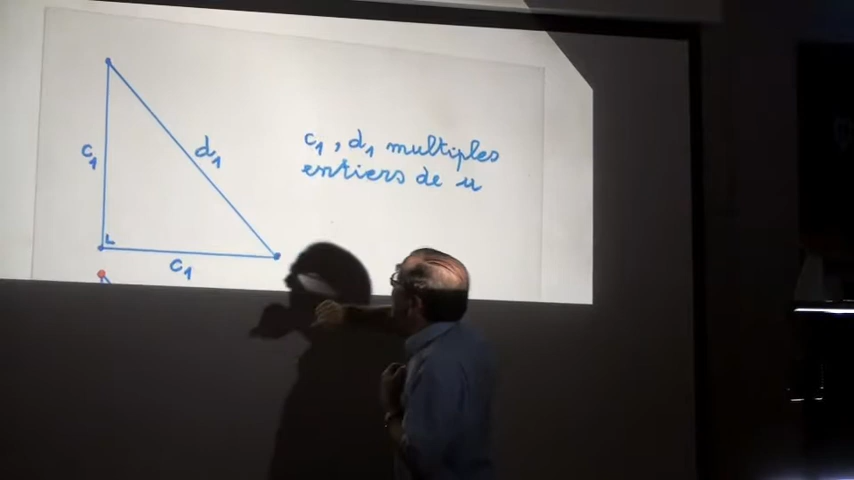 c₁
d₁
c₁, d₁ multiples
entiers de u
c₁